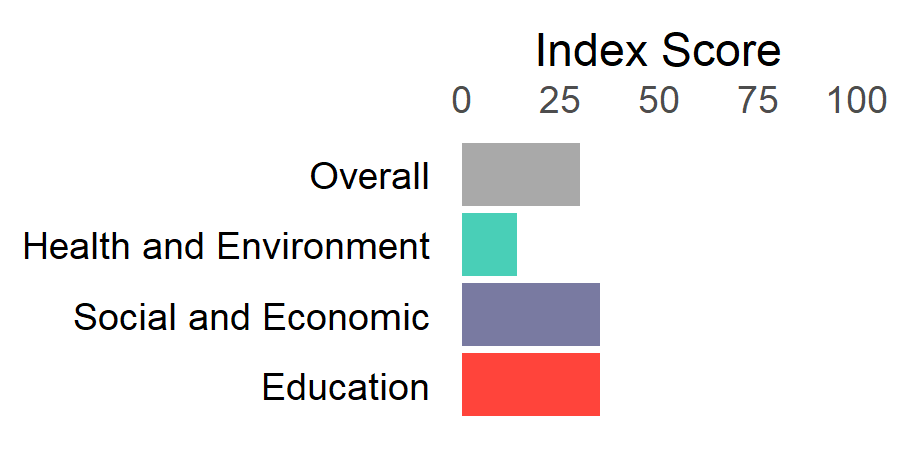 Index Score
0 25 50 75 100
Overall
Health and Environment
Social and Economic
Education